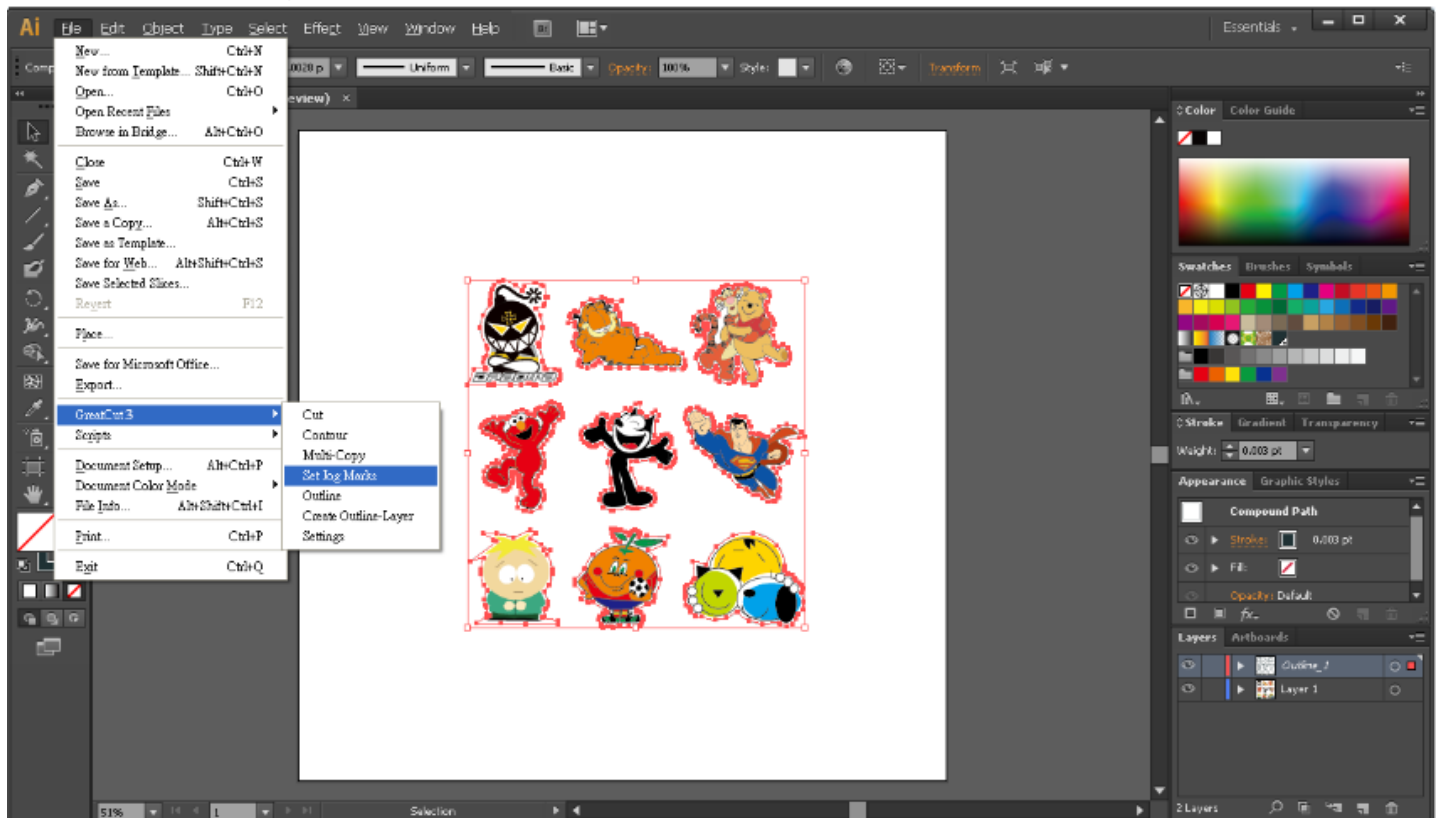 Ai File Edit Object Type Select Effect View Window Help Br Essentials
Comp .0028 p Uniform Basic Opacity: 100% Style: Transform
eview) ×
New... Ctrl+N
New from Template... Shift+Ctrl+N
Open... Ctrl+O
Open Recent Files
Browse in Bridge... Alt+Ctrl+O
Close Ctrl+W
Save Ctrl+S
Save As... Shift+Ctrl+S
Save a Copy... Alt+Ctrl+S
Save as Template...
Save for Web... Alt+Shift+Ctrl+S
Save Selected Slices...
Revert F12
Place...
Save for Microsoft Office...
Export...
GreatCut 3
Scripts
Document Setup... Alt+Ctrl+P
Document Color Mode
File Info... Alt+Shift+Ctrl+I
Print... Ctrl+P
Exit Ctrl+Q
Cut
Contour
Multi-Copy
Set Jog Marks
Outline
Create Outline-Layer
Settings
Color Color Guide
Swatches Brushes Symbols
Stroke Gradient Transparency
Weight: 0.003 pt
Appearance Graphic Styles
Compound Path
Stroke: 0.003 pt
Fill:
Opacity: Default
fx
Layers Artboards
Outline_1
Layer 1
2 Layers
51% 1 Selection